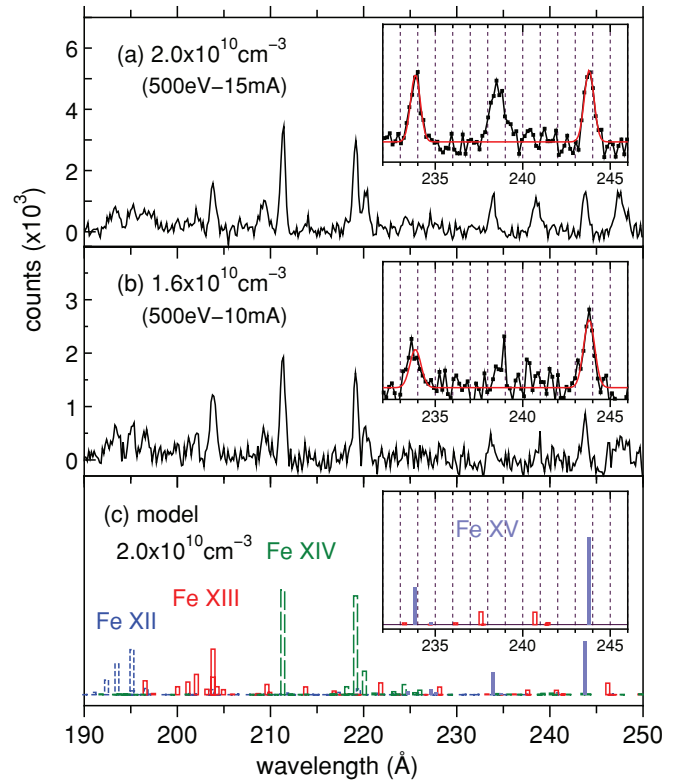 (a) 2.0x10¹⁰cm⁻³
(500eV−15mA)
6
4
2
0
235 240 245
counts (x10³)
(b) 1.6x10¹⁰cm⁻³
(500eV−10mA)
3
2
1
0
235 240 245
(c) model
2.0x10¹⁰cm⁻³
Fe XII
Fe XIII
Fe XIV
Fe XV
235 240 245
190 200 210 220 230 240 250
wavelength (Å)